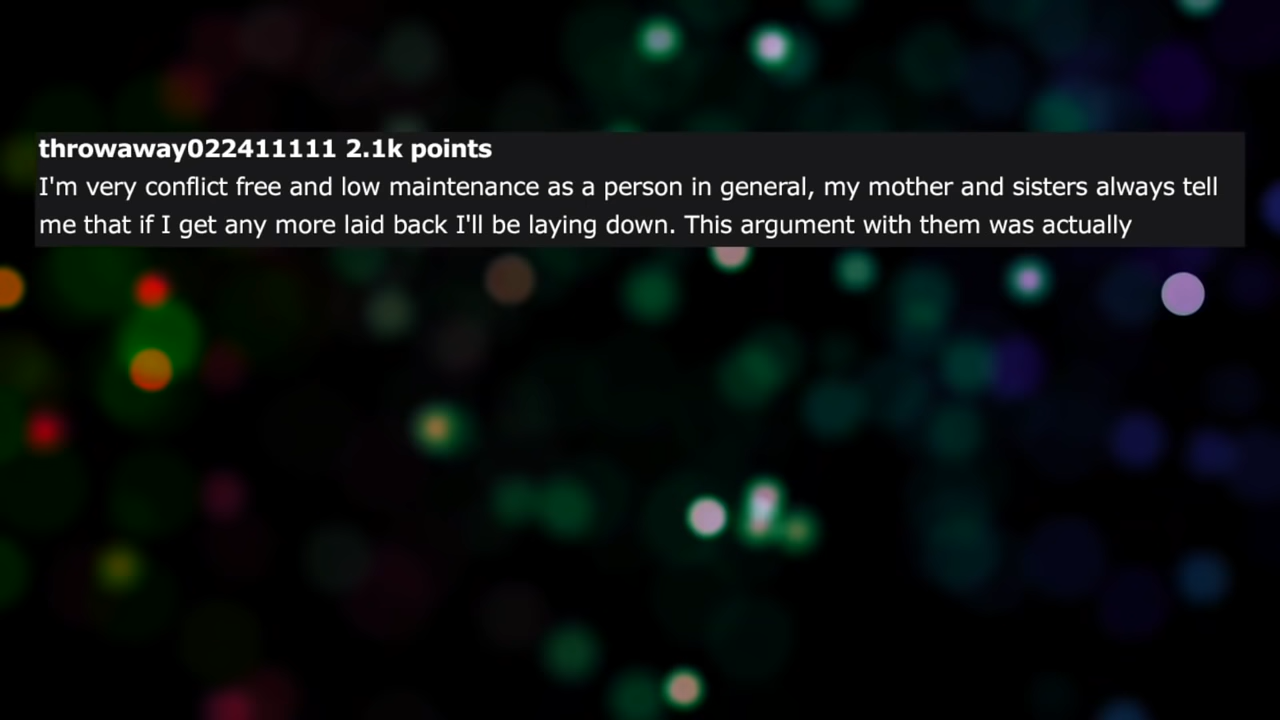 throwaway022411111 2.1k points
I'm very conflict free and low maintenance as a person in general, my mother and sisters always tell
me that if I get any more laid back I'll be laying down. This argument with them was actually